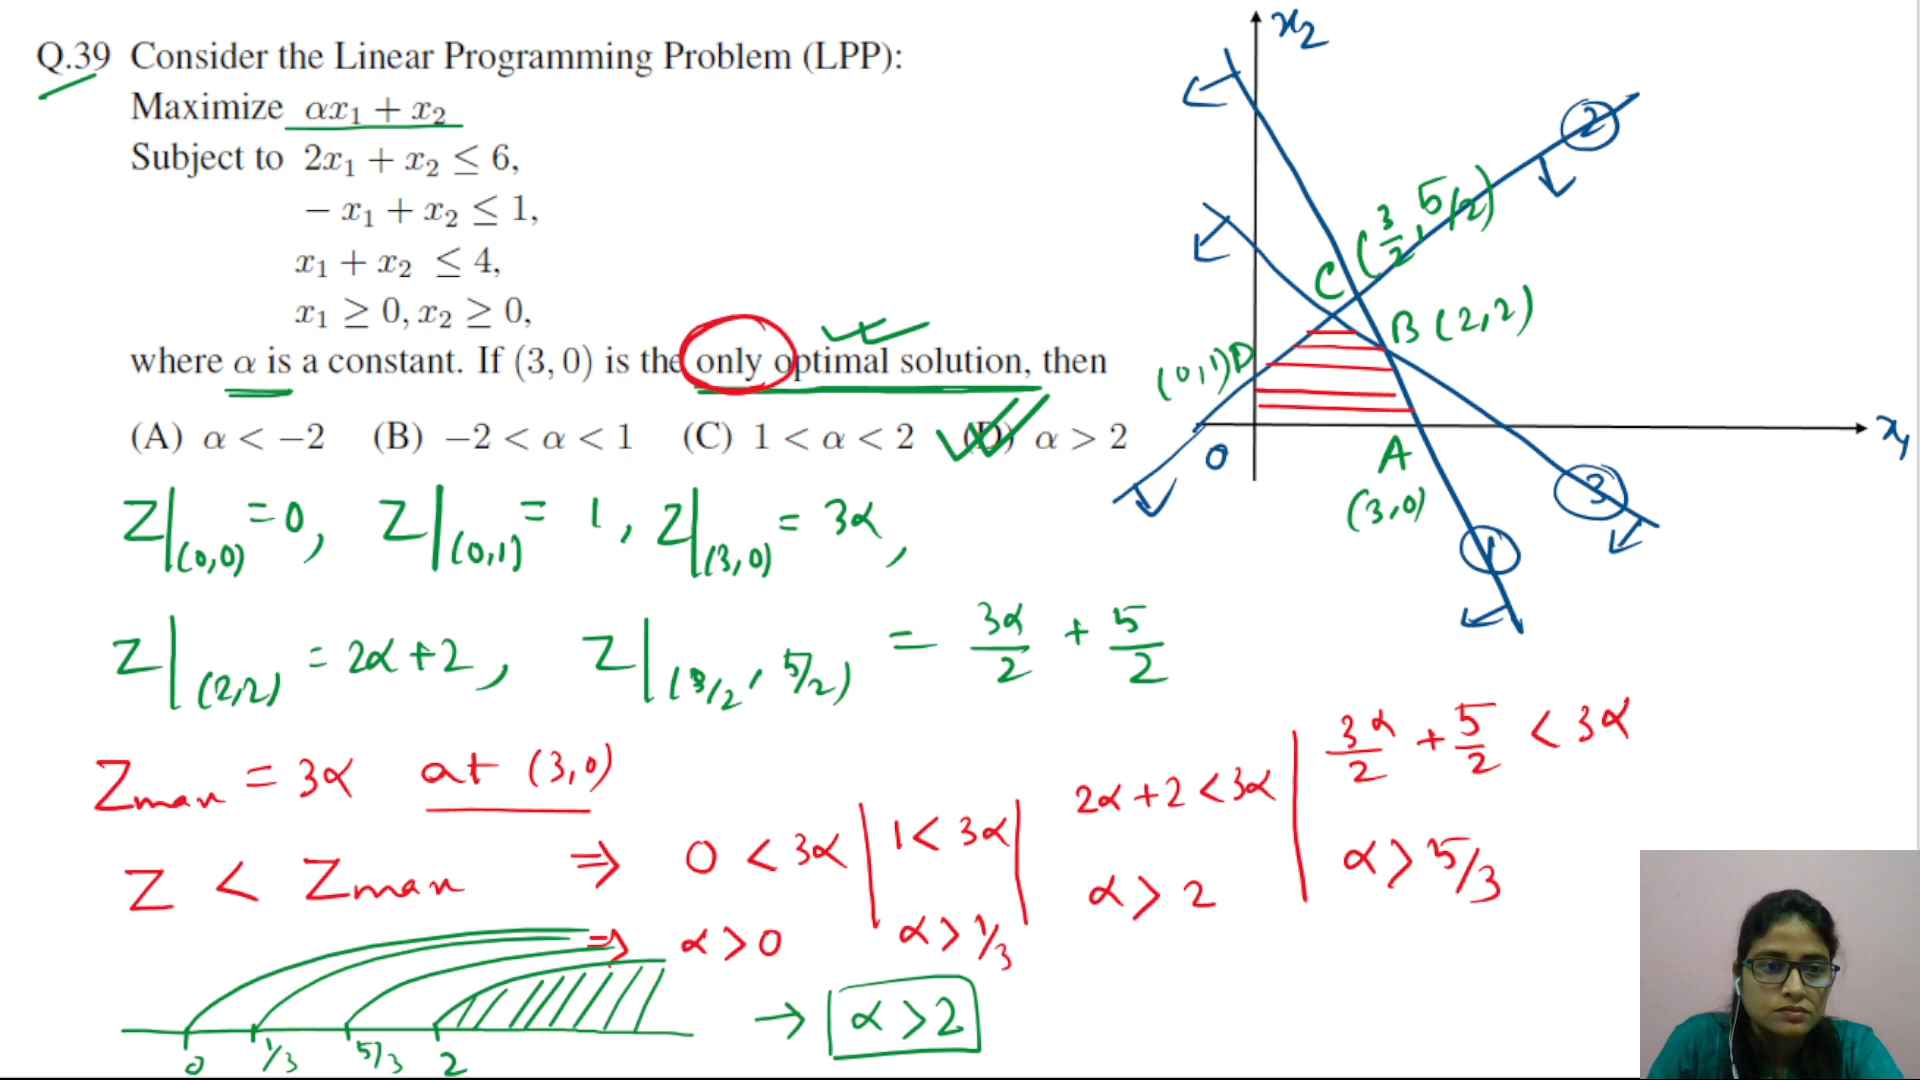 Q.39 Consider the Linear Programming Problem (LPP):
Maximize αx₁ + x₂
Subject to 2x₁ + x₂ ≤ 6,
− x₁ + x₂ ≤ 1,
x₁ + x₂ ≤ 4,
x₁ ≥ 0, x₂ ≥ 0,
where α is a constant. If (3, 0) is the only optimal solution, then
(A) α < −2 (B) −2 < α < 1 (C) 1 < α < 2 (D) α > 2
x₂
2
C (3/2, 5/2)
B (2,2)
(0,1) D
x₁
O
A
(3,0)
3
1
Z|(0,0) = 0, Z|(0,1) = 1, Z|(3,0) = 3α,
Z|(2,2) = 2α+2, Z|(3/2, 5/2) = 3α/2 + 5/2
Zman = 3α at (3,0)
Z < Zman ⇒ 0 < 3α | 1 < 3α | 2α+2 < 3α | 3α/2 + 5/2 < 3α
⇒ α > 0 α > 1/3 α > 2 α > 5/3
0 1/3 5/3 2
→ α > 2